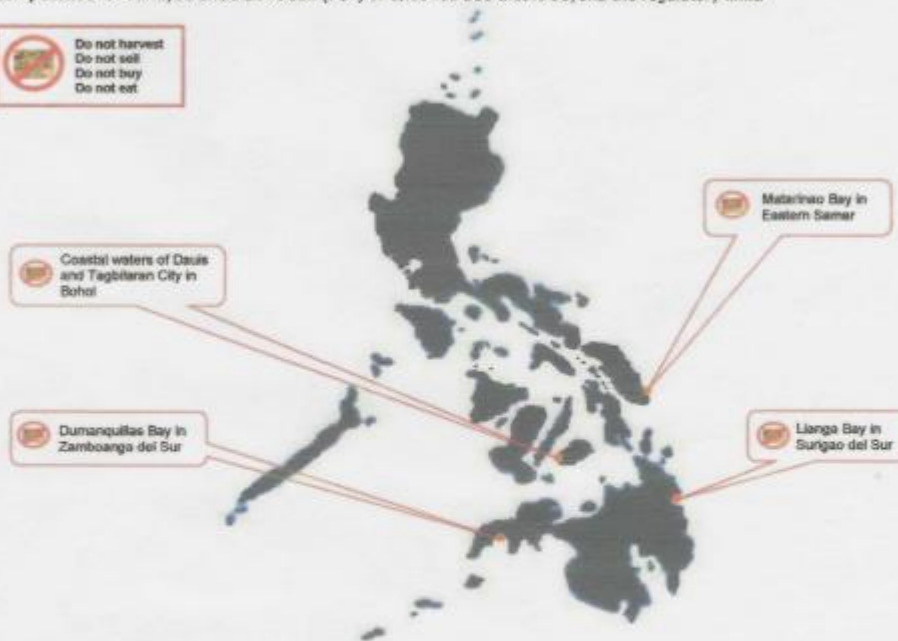 Do not harvest
Do not sell
Do not buy
Do not eat
Matarinao Bay in
Eastern Samar
Coastal waters of Dauis
and Tagbilaran City in
Bohol
Dumanquillas Bay in
Zamboanga del Sur
Lianga Bay in
Surigao del Sur